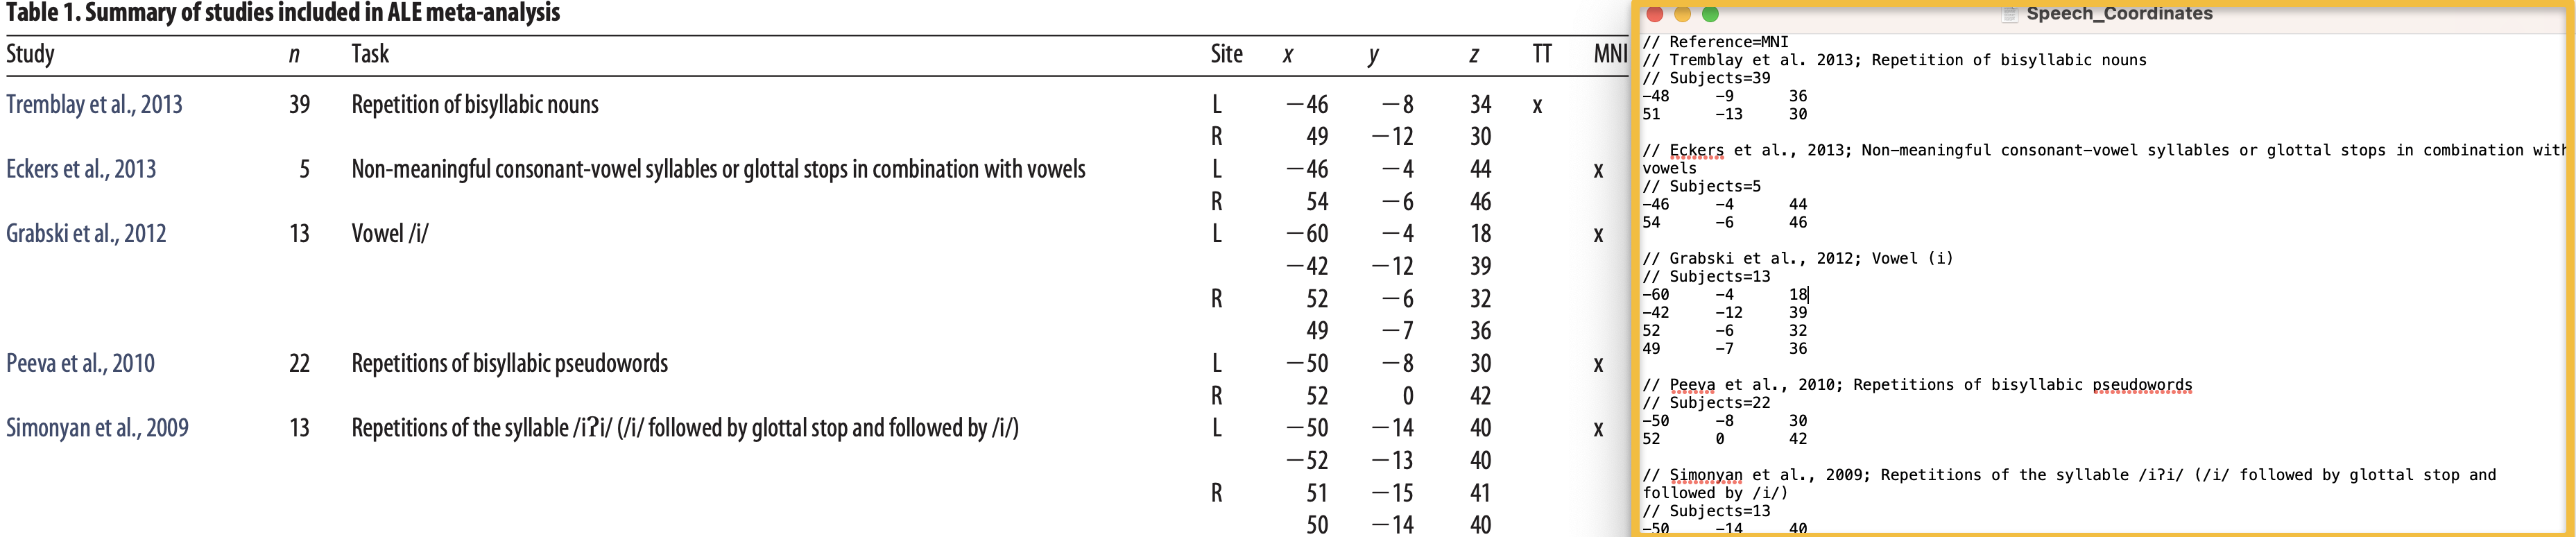 Table 1. Summary of studies included in ALE meta-analysis
Study n Task Site x y z TT MNI
Tremblay et al., 2013 39 Repetition of bisyllabic nouns L −46 −8 34 x
R 49 −12 30
Eckers et al., 2013 5 Non-meaningful consonant-vowel syllables or glottal stops in combination with vowels L −46 −4 44 x
R 54 −6 46
Grabski et al., 2012 13 Vowel /i/ L −60 −4 18 x
−42 −12 39
R 52 −6 32
49 −7 36
Peeva et al., 2010 22 Repetitions of bisyllabic pseudowords L −50 −8 30 x
R 52 0 42
Simonyan et al., 2009 13 Repetitions of the syllable /iʔi/ (/i/ followed by glottal stop and followed by /i/) L −50 −14 40 x
−52 −13 40
R 51 −15 41
50 −14 40
Speech_Coordinates
// Reference=MNI
// Tremblay et al. 2013; Repetition of bisyllabic nouns
// Subjects=39
-48 -9 36
51 -13 30
// Eckers et al., 2013; Non-meaningful consonant-vowel syllables or glottal stops in combination with
vowels
// Subjects=5
-46 -4 44
54 -6 46
// Grabski et al., 2012; Vowel (i)
// Subjects=13
-60 -4 18
-42 -12 39
52 -6 32
49 -7 36
// Peeva et al., 2010; Repetitions of bisyllabic pseudowords
// Subjects=22
-50 -8 30
52 0 42
// Simonyan et al., 2009; Repetitions of the syllable /iʔi/ (/i/ followed by glottal stop and
followed by /i/)
// Subjects=13
-50 -14 40